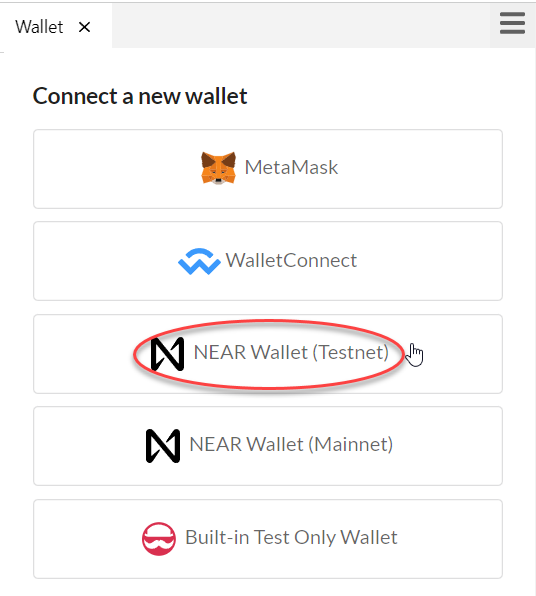 Wallet
Connect a new wallet
MetaMask
WalletConnect
NEAR Wallet (Testnet)
NEAR Wallet (Mainnet)
Built-in Test Only Wallet